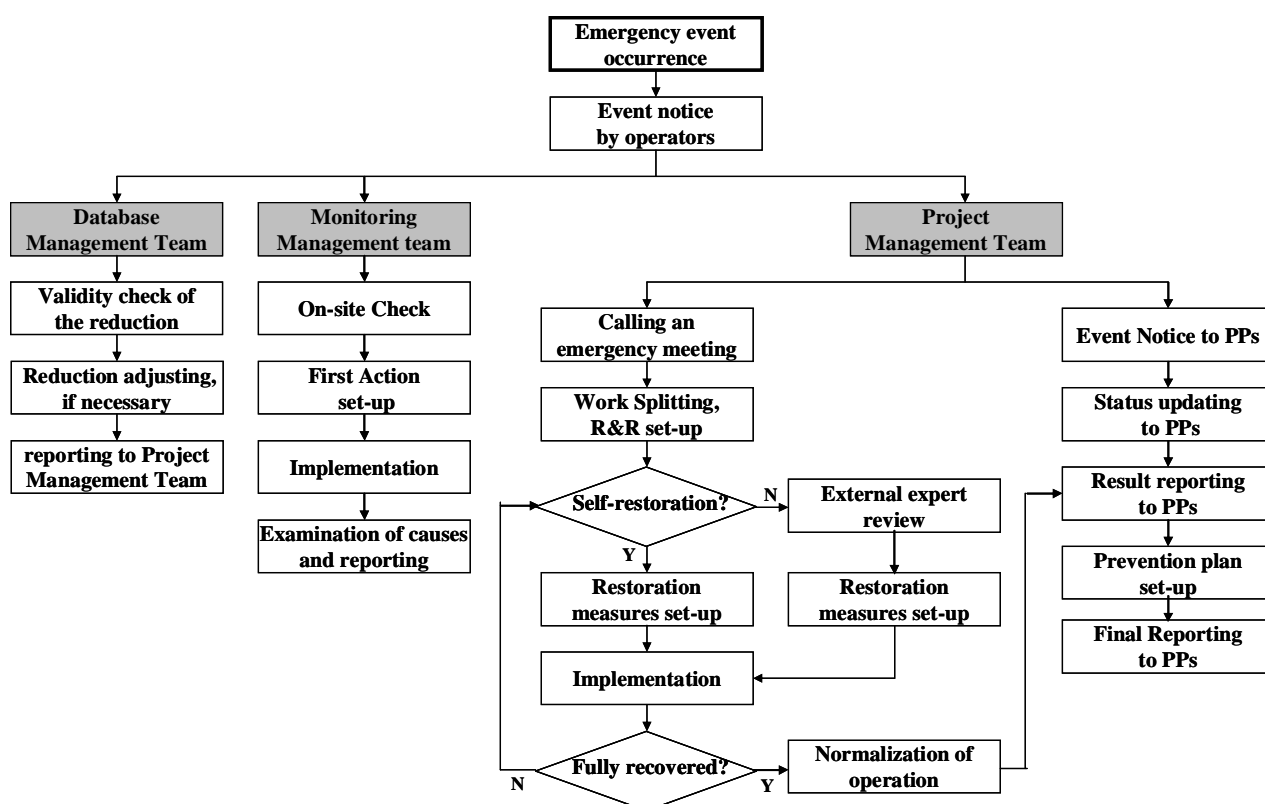 Emergency event
occurrence
Event notice
by operators
Database
Management Team
Monitoring
Management team
Project
Management Team
Validity check of
the reduction
Reduction adjusting,
if necessary
reporting to Project
Management Team
On-site Check
First Action
set-up
Implementation
Examination of causes
and reporting
Calling an
emergency meeting
Work Splitting,
R&R set-up
Self-restoration?
N
Y
External expert
review
Restoration
measures set-up
Restoration
measures set-up
Implementation
Fully recovered?
N
Y
Normalization of
operation
Event Notice to PPs
Status updating
to PPs
Result reporting
to PPs
Prevention plan
set-up
Final Reporting
to PPs